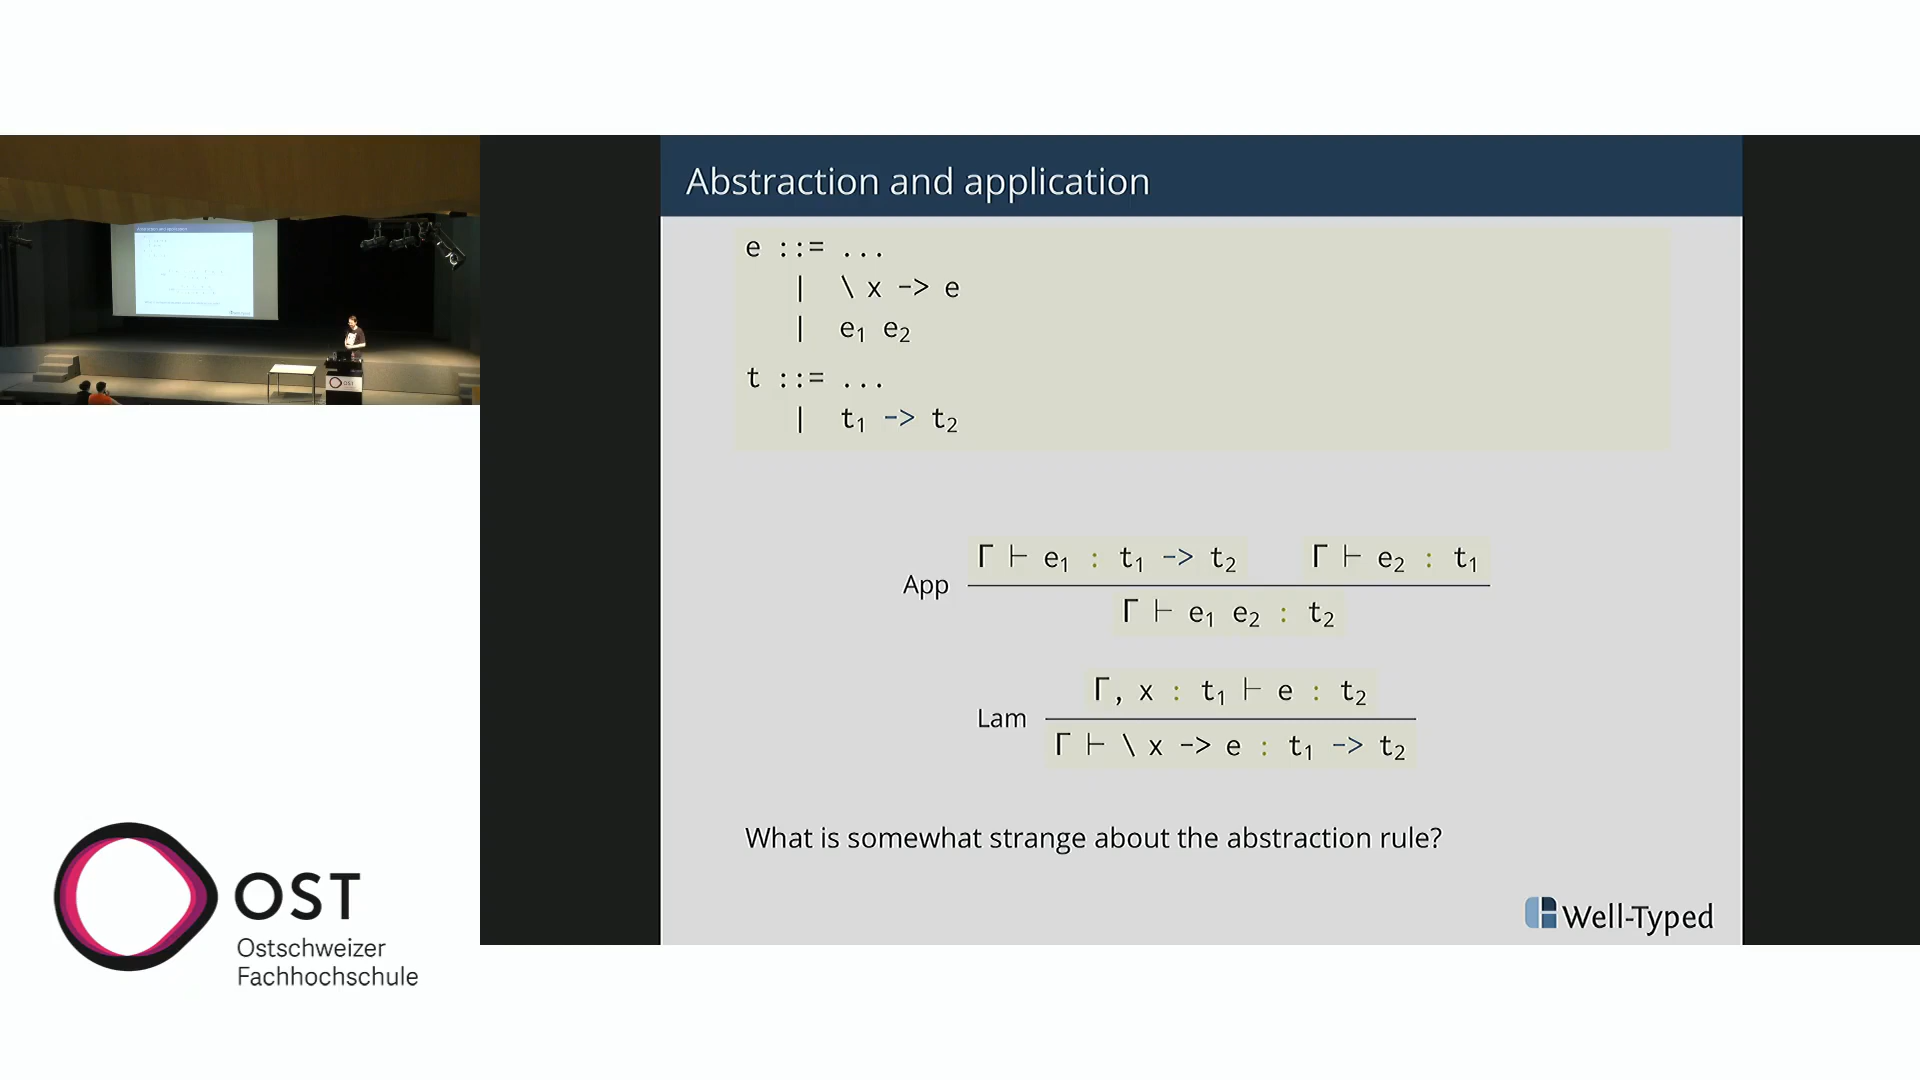 Abstraction and application
e ::= ...
| \ x -> e
| e₁ e₂
t ::= ...
| t₁ -> t₂
Γ ⊢ e₁ : t₁ -> t₂ Γ ⊢ e₂ : t₁
App
Γ ⊢ e₁ e₂ : t₂
Γ, x : t₁ ⊢ e : t₂
Lam
Γ ⊢ \ x -> e : t₁ -> t₂
What is somewhat strange about the abstraction rule?
Well-Typed
OST
OST
Ostschweizer
Fachhochschule